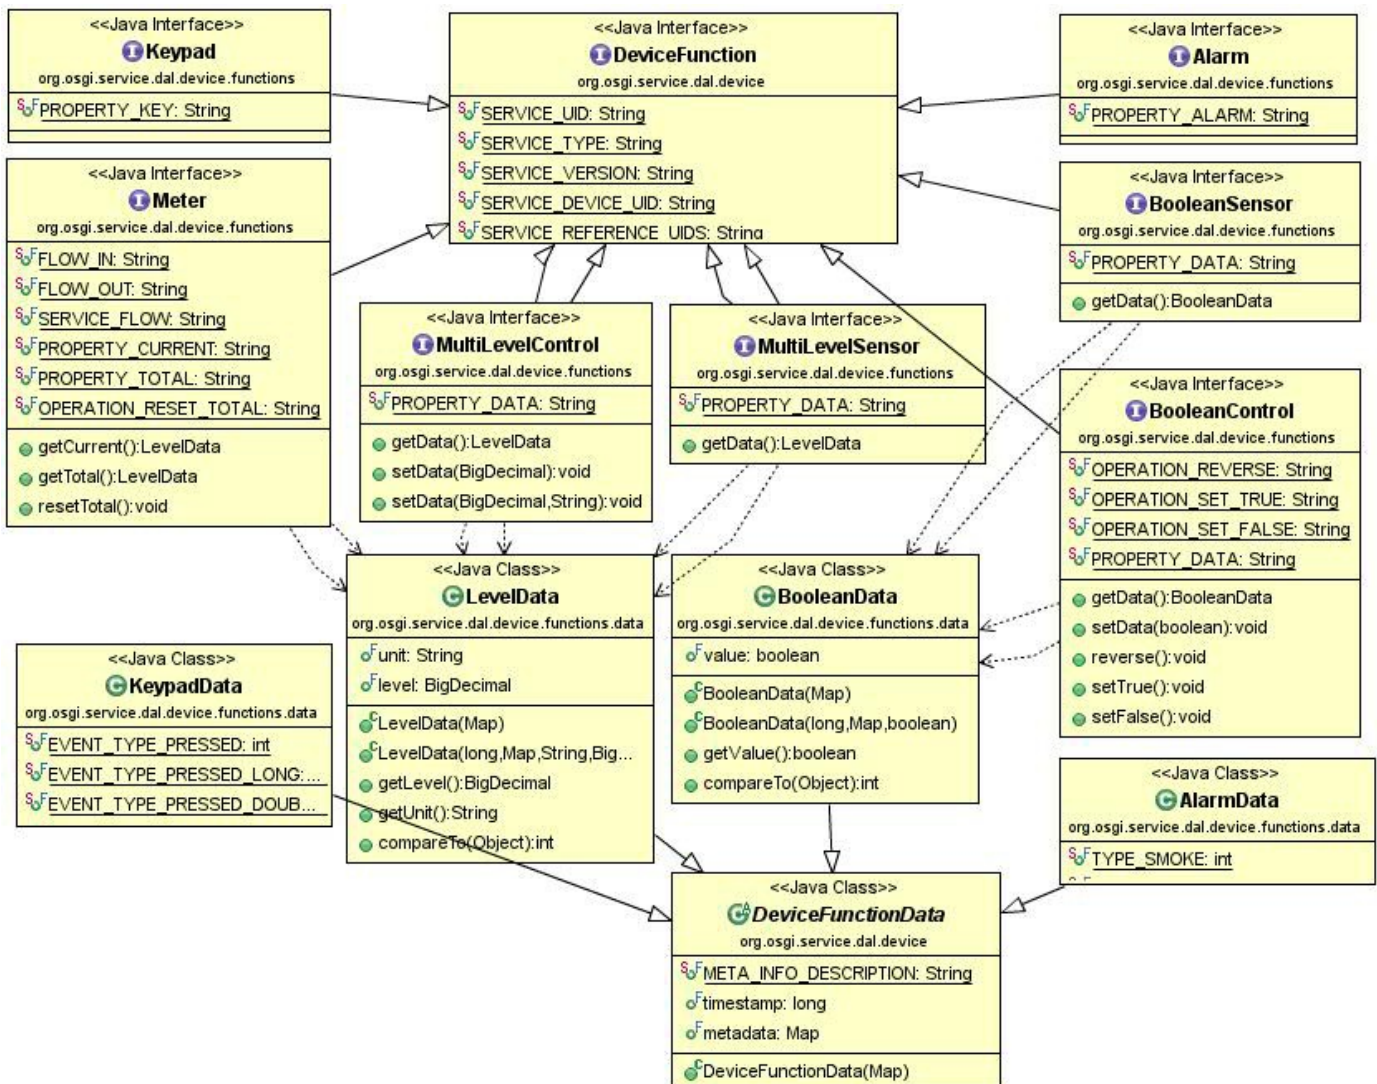 <<Java Interface>>
Keypad
org.osgi.service.dal.device.functions
PROPERTY_KEY: String
<<Java Interface>>
DeviceFunction
org.osgi.service.dal.device
SERVICE_UID: String
SERVICE_TYPE: String
SERVICE_VERSION: String
SERVICE_DEVICE_UID: String
SERVICE_REFERENCE_UIDS: String
<<Java Interface>>
Alarm
org.osgi.service.dal.device.functions
PROPERTY_ALARM: String
<<Java Interface>>
Meter
org.osgi.service.dal.device.functions
FLOW_IN: String
FLOW_OUT: String
SERVICE_FLOW: String
PROPERTY_CURRENT: String
PROPERTY_TOTAL: String
OPERATION_RESET_TOTAL: String
getCurrent():LevelData
getTotal():LevelData
resetTotal():void
<<Java Interface>>
BooleanSensor
org.osgi.service.dal.device.functions
PROPERTY_DATA: String
getData():BooleanData
<<Java Interface>>
MultiLevelControl
org.osgi.service.dal.device.functions
PROPERTY_DATA: String
getData():LevelData
setData(BigDecimal):void
setData(BigDecimal,String):void
<<Java Interface>>
MultiLevelSensor
org.osgi.service.dal.device.functions
PROPERTY_DATA: String
getData():LevelData
<<Java Interface>>
BooleanControl
org.osgi.service.dal.device.functions
OPERATION_REVERSE: String
OPERATION_SET_TRUE: String
OPERATION_SET_FALSE: String
PROPERTY_DATA: String
getData():BooleanData
setData(boolean):void
reverse():void
setTrue():void
setFalse():void
<<Java Class>>
LevelData
org.osgi.service.dal.device.functions.data
unit: String
level: BigDecimal
LevelData(Map)
LevelData(long,Map,String,Big...
getLevel():BigDecimal
getUnit():String
compareTo(Object):int
<<Java Class>>
BooleanData
org.osgi.service.dal.device.functions.data
value: boolean
BooleanData(Map)
BooleanData(long,Map,boolean)
getValue():boolean
compareTo(Object):int
<<Java Class>>
KeypadData
org.osgi.service.dal.device.functions.data
EVENT_TYPE_PRESSED: int
EVENT_TYPE_PRESSED_LONG:...
EVENT_TYPE_PRESSED_DOUB...
<<Java Class>>
AlarmData
org.osgi.service.dal.device.functions.data
TYPE_SMOKE: int
<<Java Class>>
DeviceFunctionData
org.osgi.service.dal.device
META_INFO_DESCRIPTION: String
timestamp: long
metadata: Map
DeviceFunctionData(Map)